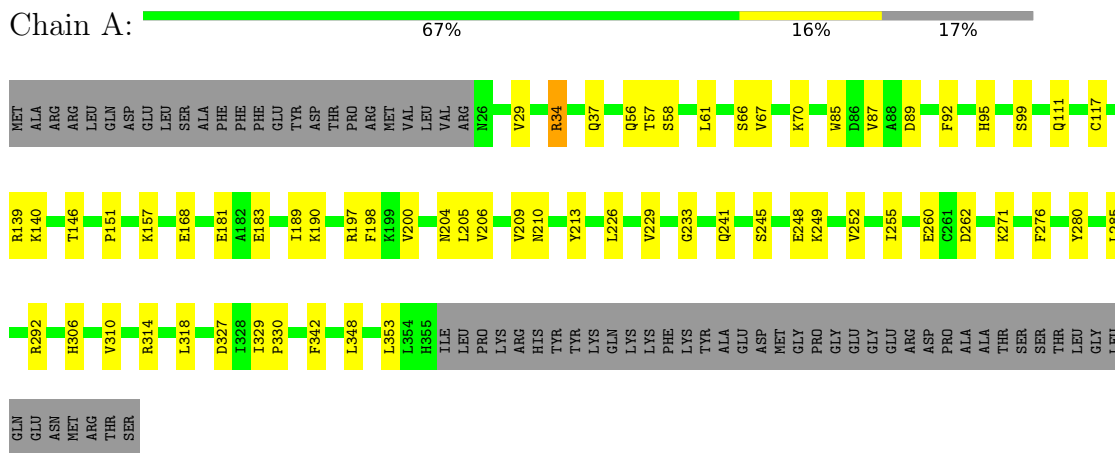 Chain A:
67% 16% 17%
MET ALA ARG ARG LEU GLN ASP GLU LEU SER ALA PHE PHE PHE GLU TYR ASP THR PRO ARG MET VAL LEU VAL ARG N26 V29 R34 Q37 Q56 T57 S58 L61 S66 V67 K70 W85 D86 V87 A88 D89 F92 H95 S99 Q111 C117
R139 K140 T146 P151 K157 E168 E181 A182 E183 I189 K190 R197 F198 K199 V200 N204 L205 V206 V209 N210 Y213 L226 V229 G233 Q241 S245 E248 K249 V252 I255 E260 C261 D262 K271 F276 Y280 L285
R292 H306 V310 R314 L318 D327 I328 I329 P330 F342 L348 L353 L354 H355 ILE LEU PRO LYS ARG HIS TYR TYR LYS GLN LYS LYS PHE LYS TYR ALA GLU ASP MET GLY PRO GLY GLU GLY GLU ARG ASP PRO ALA ALA THR SER SER THR LEU GLY LEU
GLN GLU ASN MET ARG THR SER